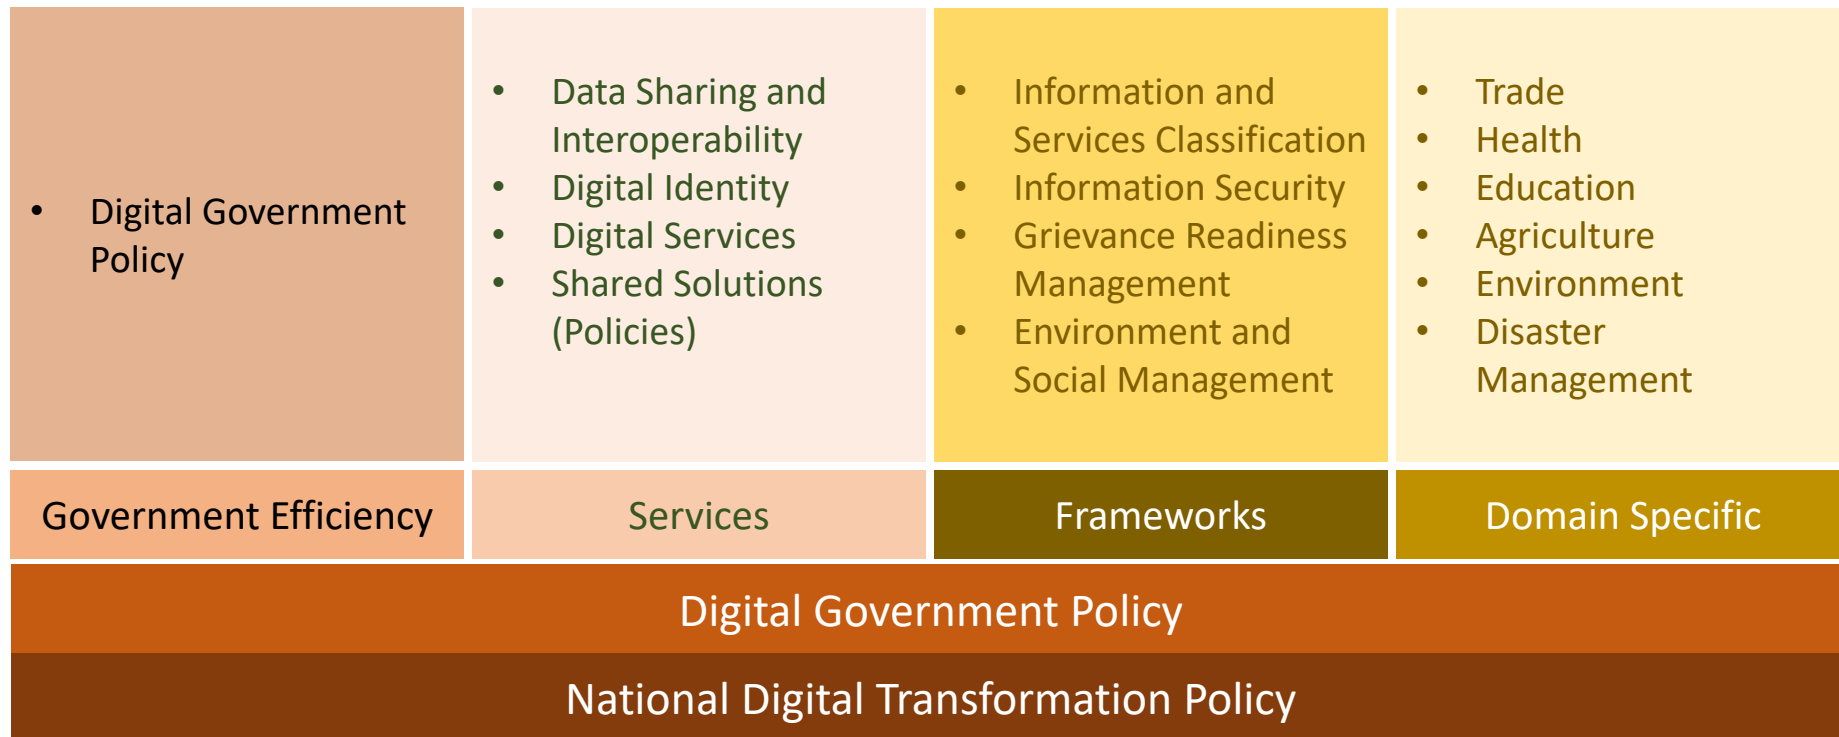 • Digital Government
Policy
• Data Sharing and
Interoperability
• Digital Identity
• Digital Services
• Shared Solutions
(Policies)
• Information and
Services Classification
• Information Security
• Grievance Readiness
Management
• Environment and
Social Management
• Trade
• Health
• Education
• Agriculture
• Environment
• Disaster
Management
Government Efficiency
Services
Frameworks
Domain Specific
Digital Government Policy
National Digital Transformation Policy